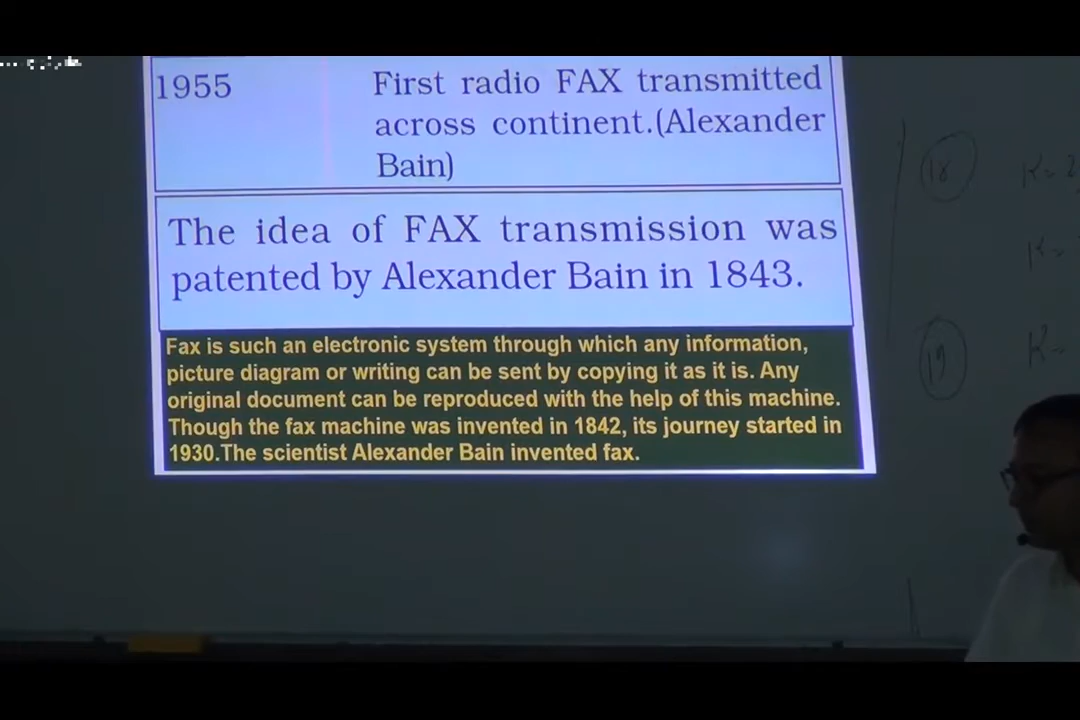 1955
First radio FAX transmitted
across continent.(Alexander
Bain)
The idea of FAX transmission was
patented by Alexander Bain in 1843.
Fax is such an electronic system through which any information,
picture diagram or writing can be sent by copying it as it is. Any
original document can be reproduced with the help of this machine.
Though the fax machine was invented in 1842, its journey started in
1930.The scientist Alexander Bain invented fax.
18
K=2
K=
19